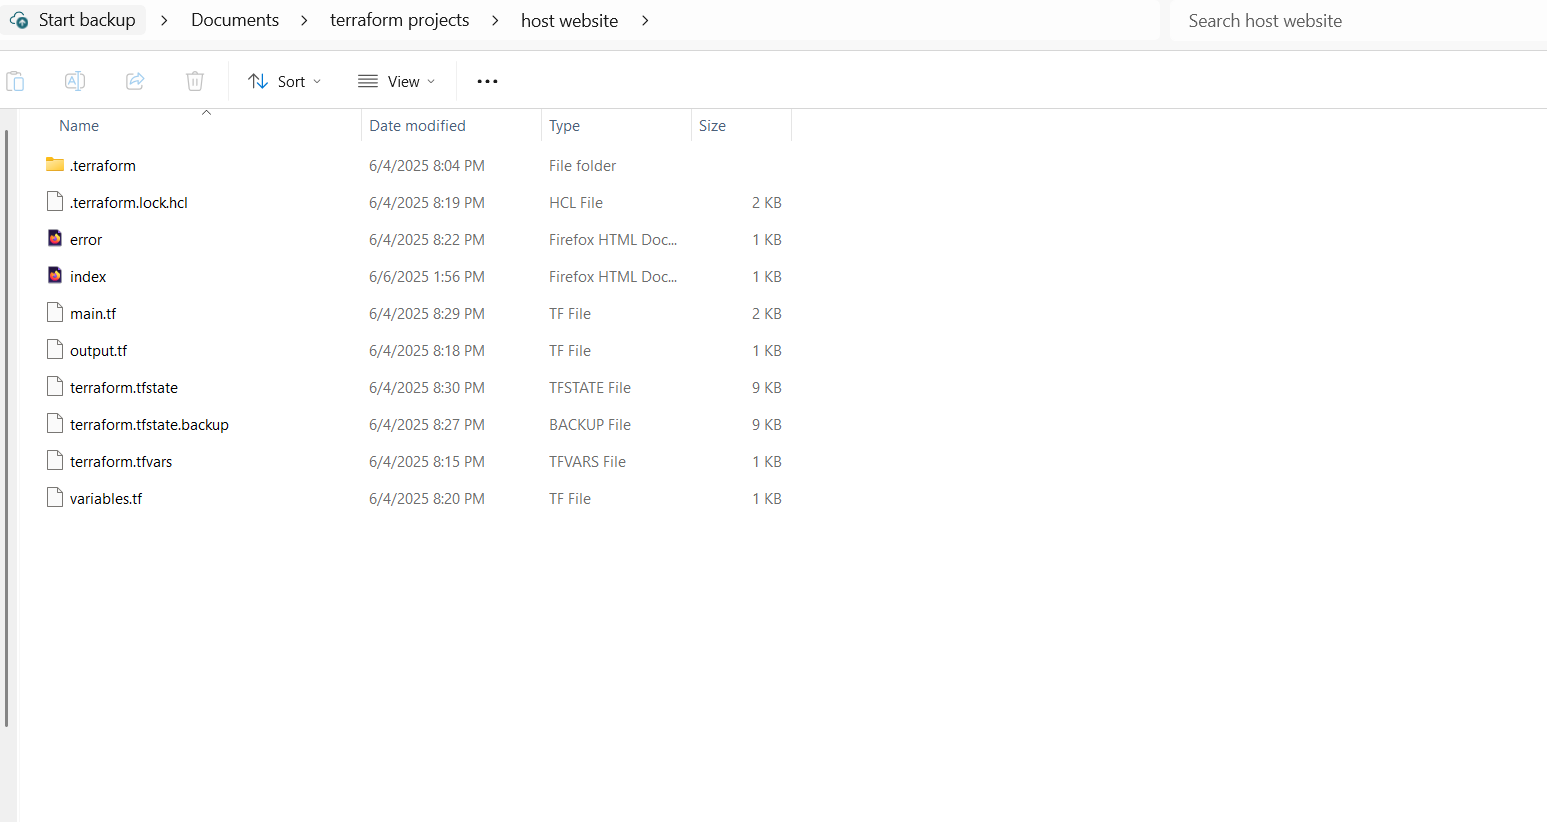 Start backup > Documents > terraform projects > host website > Search host website
Sort View ...
Name Date modified Type Size
.terraform 6/4/2025 8:04 PM File folder
.terraform.lock.hcl 6/4/2025 8:19 PM HCL File 2 KB
error 6/4/2025 8:22 PM Firefox HTML Doc... 1 KB
index 6/6/2025 1:56 PM Firefox HTML Doc... 1 KB
main.tf 6/4/2025 8:29 PM TF File 2 KB
output.tf 6/4/2025 8:18 PM TF File 1 KB
terraform.tfstate 6/4/2025 8:30 PM TFSTATE File 9 KB
terraform.tfstate.backup 6/4/2025 8:27 PM BACKUP File 9 KB
terraform.tfvars 6/4/2025 8:15 PM TFVARS File 1 KB
variables.tf 6/4/2025 8:20 PM TF File 1 KB